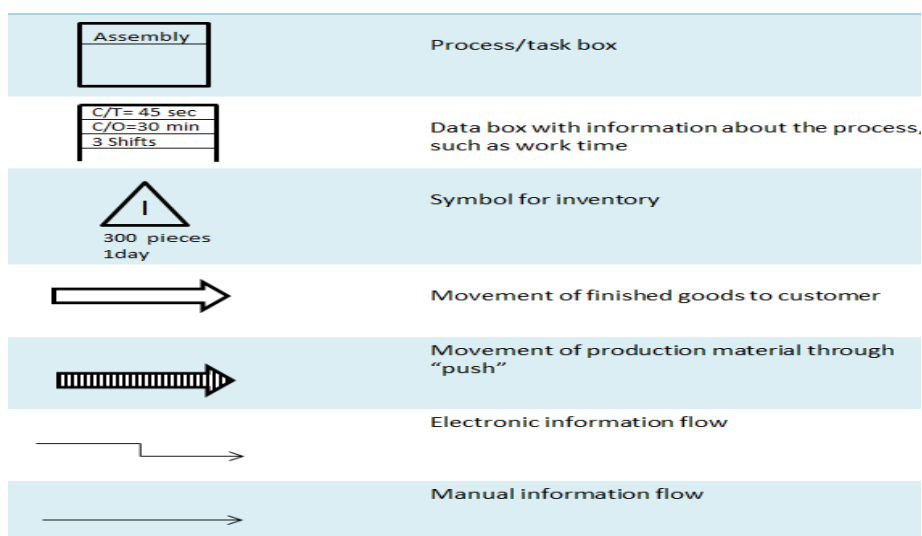 Assembly
Process/task box
C/T= 45 sec
C/O=30 min
3 Shifts
Data box with information about the process,
such as work time
I
300 pieces
1day
Symbol for inventory
Movement of finished goods to customer
Movement of production material through
“push”
Electronic information flow
Manual information flow